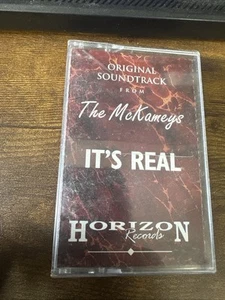 ORIGINAL
SOUNDTRACK
FROM
The McKameys
IT'S REAL
HORIZON
Records